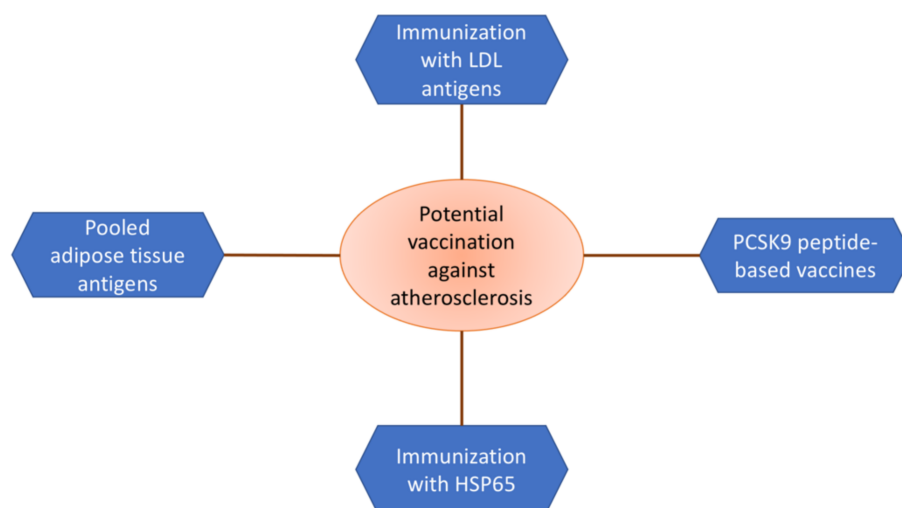 Immunization
with LDL
antigens
Pooled
adipose tissue
antigens
Potential
vaccination
against
atherosclerosis
PCSK9 peptide-
based vaccines
Immunization
with HSP65